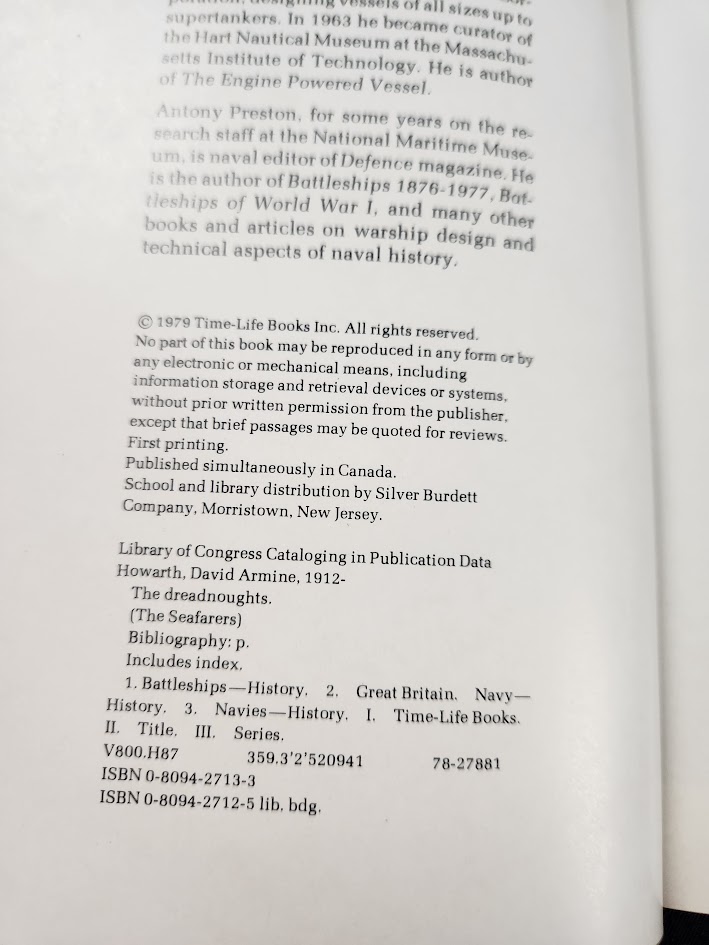 poration, designing vessels of all sizes up to
supertankers. In 1963 he became curator of
the Hart Nautical Museum at the Massachu-
setts Institute of Technology. He is author
of The Engine Powered Vessel.
Antony Preston, for some years on the re-
search staff at the National Maritime Muse-
um, is naval editor of Defence magazine. He
is the author of Battleships 1876-1977, Bat-
tleships of World War I, and many other
books and articles on warship design and
technical aspects of naval history.
© 1979 Time-Life Books Inc. All rights reserved.
No part of this book may be reproduced in any form or by
any electronic or mechanical means, including
information storage and retrieval devices or systems,
without prior written permission from the publisher,
except that brief passages may be quoted for reviews.
First printing.
Published simultaneously in Canada.
School and library distribution by Silver Burdett
Company, Morristown, New Jersey.
Library of Congress Cataloging in Publication Data
Howarth, David Armine, 1912-
The dreadnoughts.
(The Seafarers)
Bibliography: p.
Includes index.
1. Battleships—History. 2. Great Britain. Navy—
History. 3. Navies—History. I. Time-Life Books.
II. Title. III. Series.
V800.H87 359.3'2'520941 78-27881
ISBN 0-8094-2713-3
ISBN 0-8094-2712-5 lib. bdg.